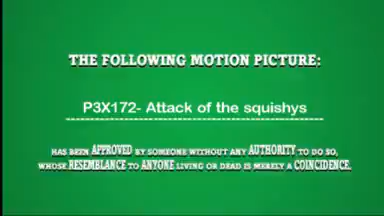 THE FOLLOWING MOTION PICTURE:
P3X172- Attack of the squishys
HAS BEEN APPROVED BY SOMEONE WITHOUT ANY AUTHORITY TO DO SO,
WHOSE RESEMBLANCE TO ANYONE LIVING OR DEAD IS MERELY A COINCIDENCE.